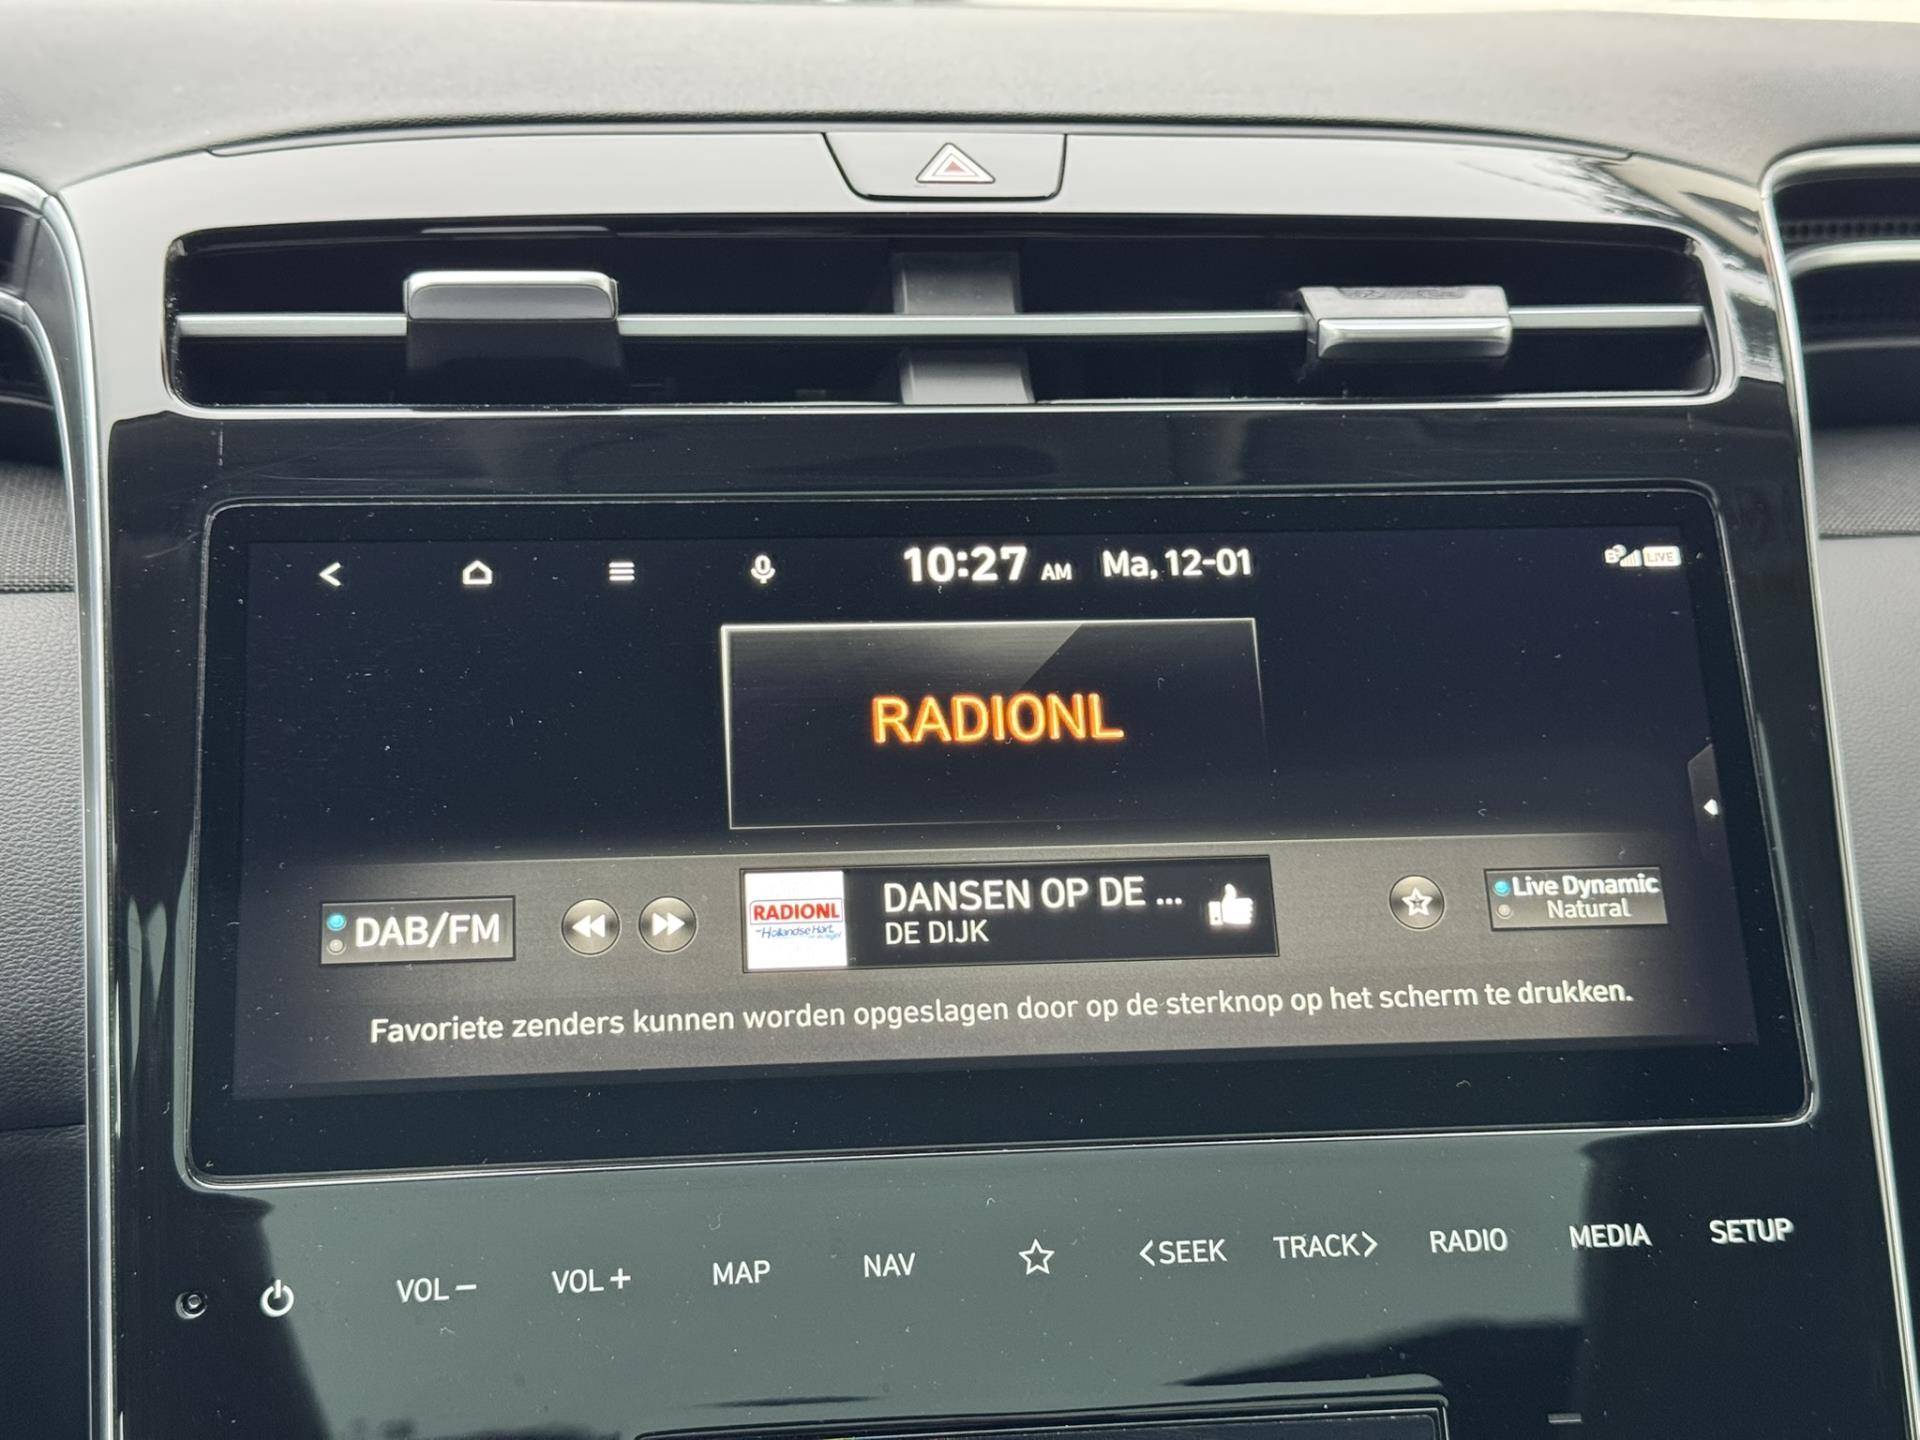 10:27 AM Ma, 12-01
LIVE
RADIONL
DAB/FM
RADIONL
DANSEN OP DE ...
DE DIJK
Live Dynamic
Natural
Favoriete zenders kunnen worden opgeslagen door op de sterknop op het scherm te drukken.
VOL - VOL + MAP NAV <SEEK TRACK> RADIO MEDIA SETUP